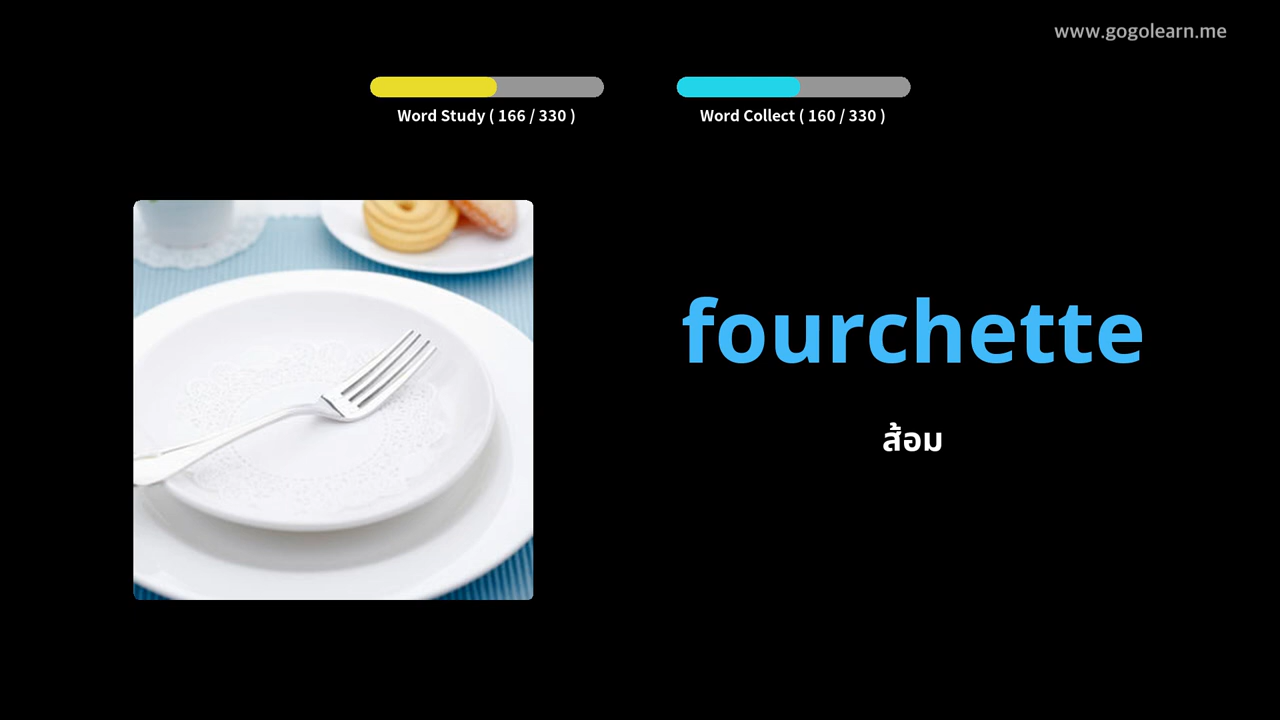 www.gogolearn.me
Word Study ( 166 / 330 )
Word Collect ( 160 / 330 )
fourchette
ส้อม